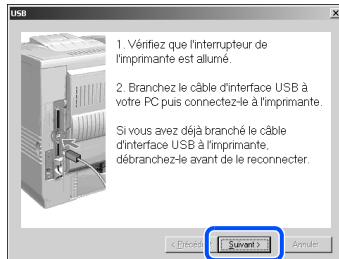 USB
1. Vérifiez que l'interrupteur de
l'imprimante est allumé.
2. Branchez le câble d'interface USB à
votre PC puis connectez-le à l'imprimante.
Si vous avez déjà branché le câble
d'interface USB à l'imprimante,
débranchez-le avant de le reconnecter.
< Précédent Suivant > Annuler